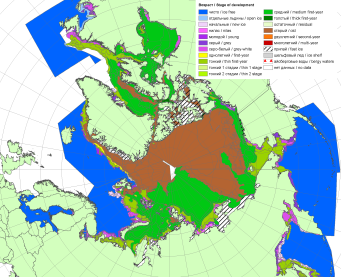 Возраст | Stage of development
чисто | ice free
отдельные льдины | open ice
начальные | new ice
нилас | nilas
молодой | young
серый | grey
серо-белый | grey-white
однолетний | first-year
тонкий | thin first-year
тонкий 1 стадии | thin 1 stage
тонкий 2 стадии | thin 2 stage
средний | medium first-year
толстый | thick first-year
остаточный | residual
старый | old
двухлетний | second-year
многолетний | multi-year
припай | fast ice
шельфовый лед | ice shelf
айсберговые воды | bergy waters
нет данных | no data